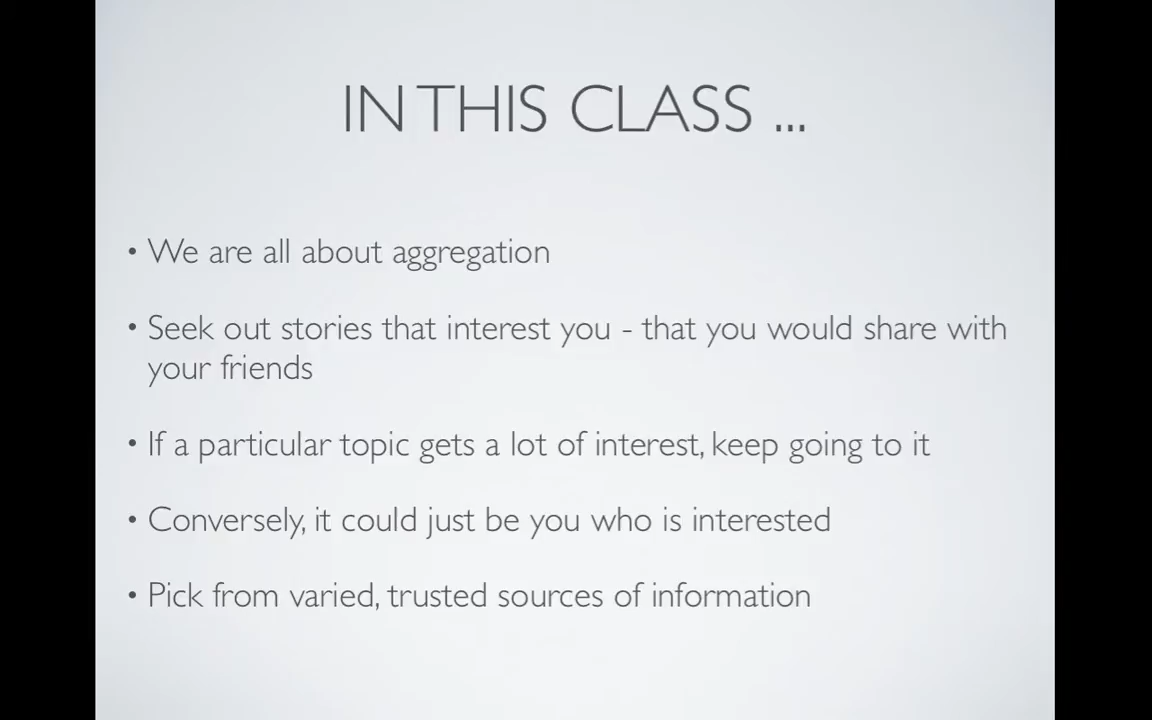 IN THIS CLASS ...
• We are all about aggregation
• Seek out stories that interest you - that you would share with
your friends
• If a particular topic gets a lot of interest, keep going to it
• Conversely, it could just be you who is interested
• Pick from varied, trusted sources of information